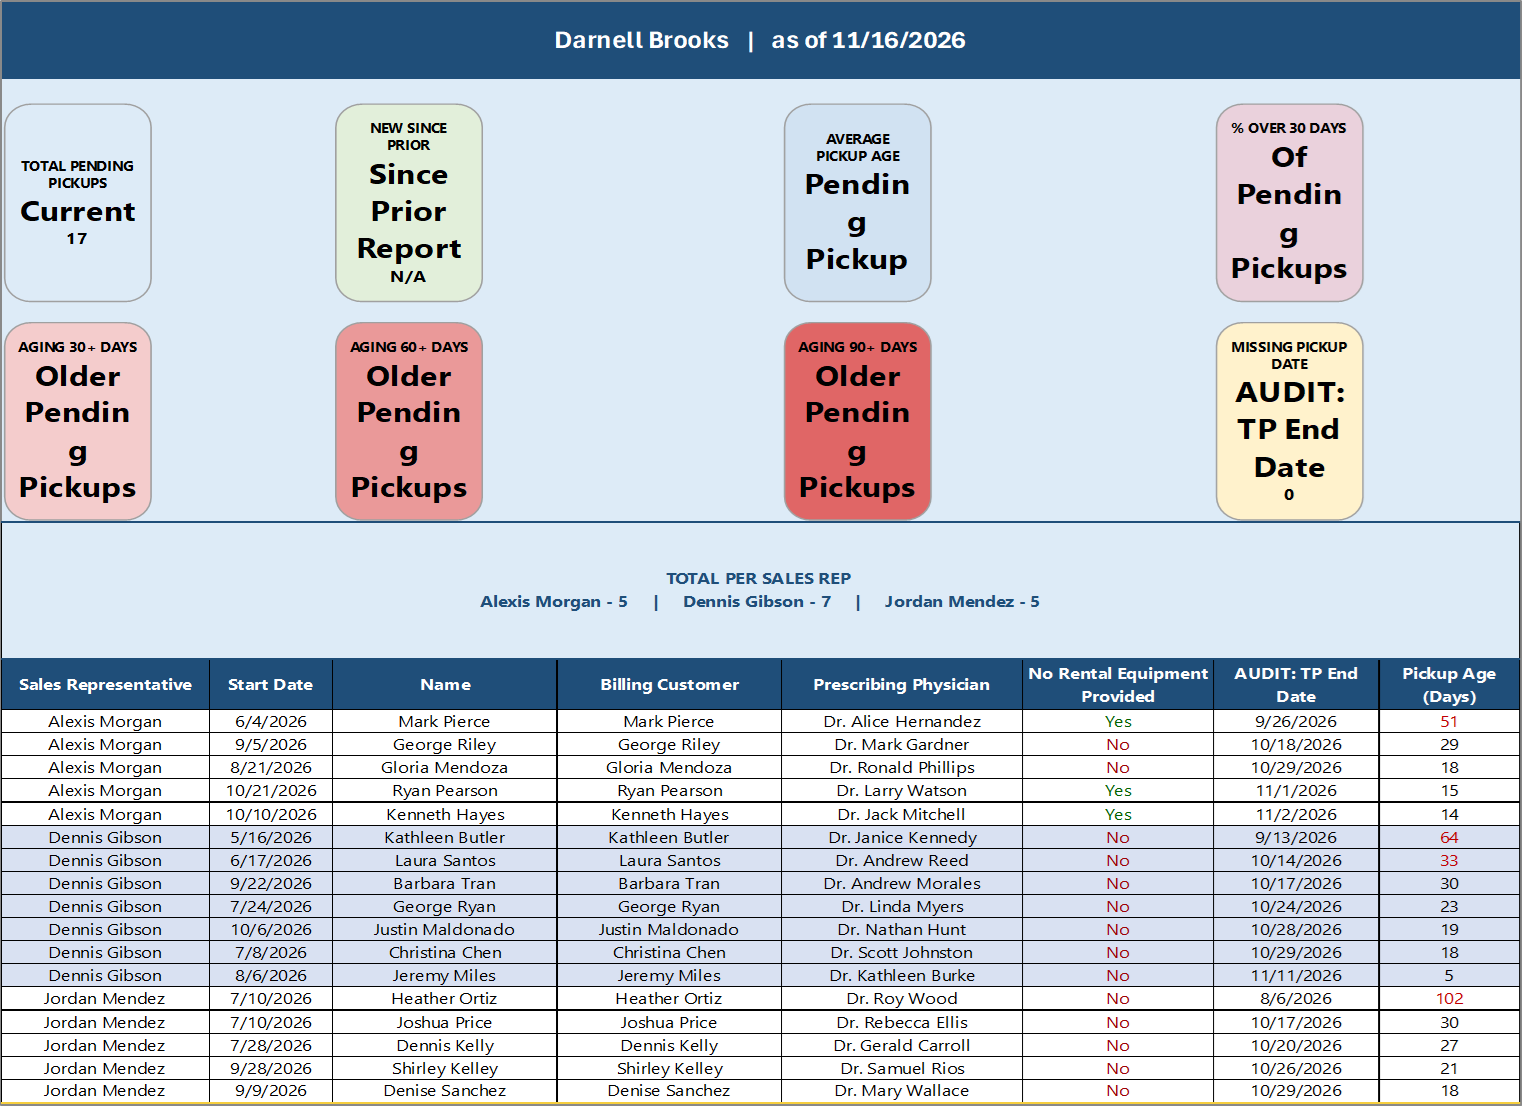 Darnell Brooks | as of 11/16/2026
TOTAL PENDING
PICKUPS
Current
17
NEW SINCE
PRIOR
Since
Prior
Report
N/A
AVERAGE
PICKUP AGE
Pendin
g
Pickup
% OVER 30 DAYS
Of
Pendin
g
Pickups
AGING 30+ DAYS
Older
Pendin
g
Pickups
AGING 60+ DAYS
Older
Pendin
g
Pickups
AGING 90+ DAYS
Older
Pendin
g
Pickups
MISSING PICKUP
DATE
AUDIT:
TP End
Date
0
TOTAL PER SALES REP
Alexis Morgan - 5 | Dennis Gibson - 7 | Jordan Mendez - 5
Sales Representative Start Date Name Billing Customer Prescribing Physician No Rental Equipment Provided AUDIT: TP End Date Pickup Age (Days)
Alexis Morgan 6/4/2026 Mark Pierce Mark Pierce Dr. Alice Hernandez Yes 9/26/2026 51
Alexis Morgan 9/5/2026 George Riley George Riley Dr. Mark Gardner No 10/18/2026 29
Alexis Morgan 8/21/2026 Gloria Mendoza Gloria Mendoza Dr. Ronald Phillips No 10/29/2026 18
Alexis Morgan 10/21/2026 Ryan Pearson Ryan Pearson Dr. Larry Watson Yes 11/1/2026 15
Alexis Morgan 10/10/2026 Kenneth Hayes Kenneth Hayes Dr. Jack Mitchell Yes 11/2/2026 14
Dennis Gibson 5/16/2026 Kathleen Butler Kathleen Butler Dr. Janice Kennedy No 9/13/2026 64
Dennis Gibson 6/17/2026 Laura Santos Laura Santos Dr. Andrew Reed No 10/14/2026 33
Dennis Gibson 9/22/2026 Barbara Tran Barbara Tran Dr. Andrew Morales No 10/17/2026 30
Dennis Gibson 7/24/2026 George Ryan George Ryan Dr. Linda Myers No 10/24/2026 23
Dennis Gibson 10/6/2026 Justin Maldonado Justin Maldonado Dr. Nathan Hunt No 10/28/2026 19
Dennis Gibson 7/8/2026 Christina Chen Christina Chen Dr. Scott Johnston No 10/29/2026 18
Dennis Gibson 8/6/2026 Jeremy Miles Jeremy Miles Dr. Kathleen Burke No 11/11/2026 5
Jordan Mendez 7/10/2026 Heather Ortiz Heather Ortiz Dr. Roy Wood No 8/6/2026 102
Jordan Mendez 7/10/2026 Joshua Price Joshua Price Dr. Rebecca Ellis No 10/17/2026 30
Jordan Mendez 7/28/2026 Dennis Kelly Dennis Kelly Dr. Gerald Carroll No 10/20/2026 27
Jordan Mendez 9/28/2026 Shirley Kelley Shirley Kelley Dr. Samuel Rios No 10/26/2026 21
Jordan Mendez 9/9/2026 Denise Sanchez Denise Sanchez Dr. Mary Wallace No 10/29/2026 18